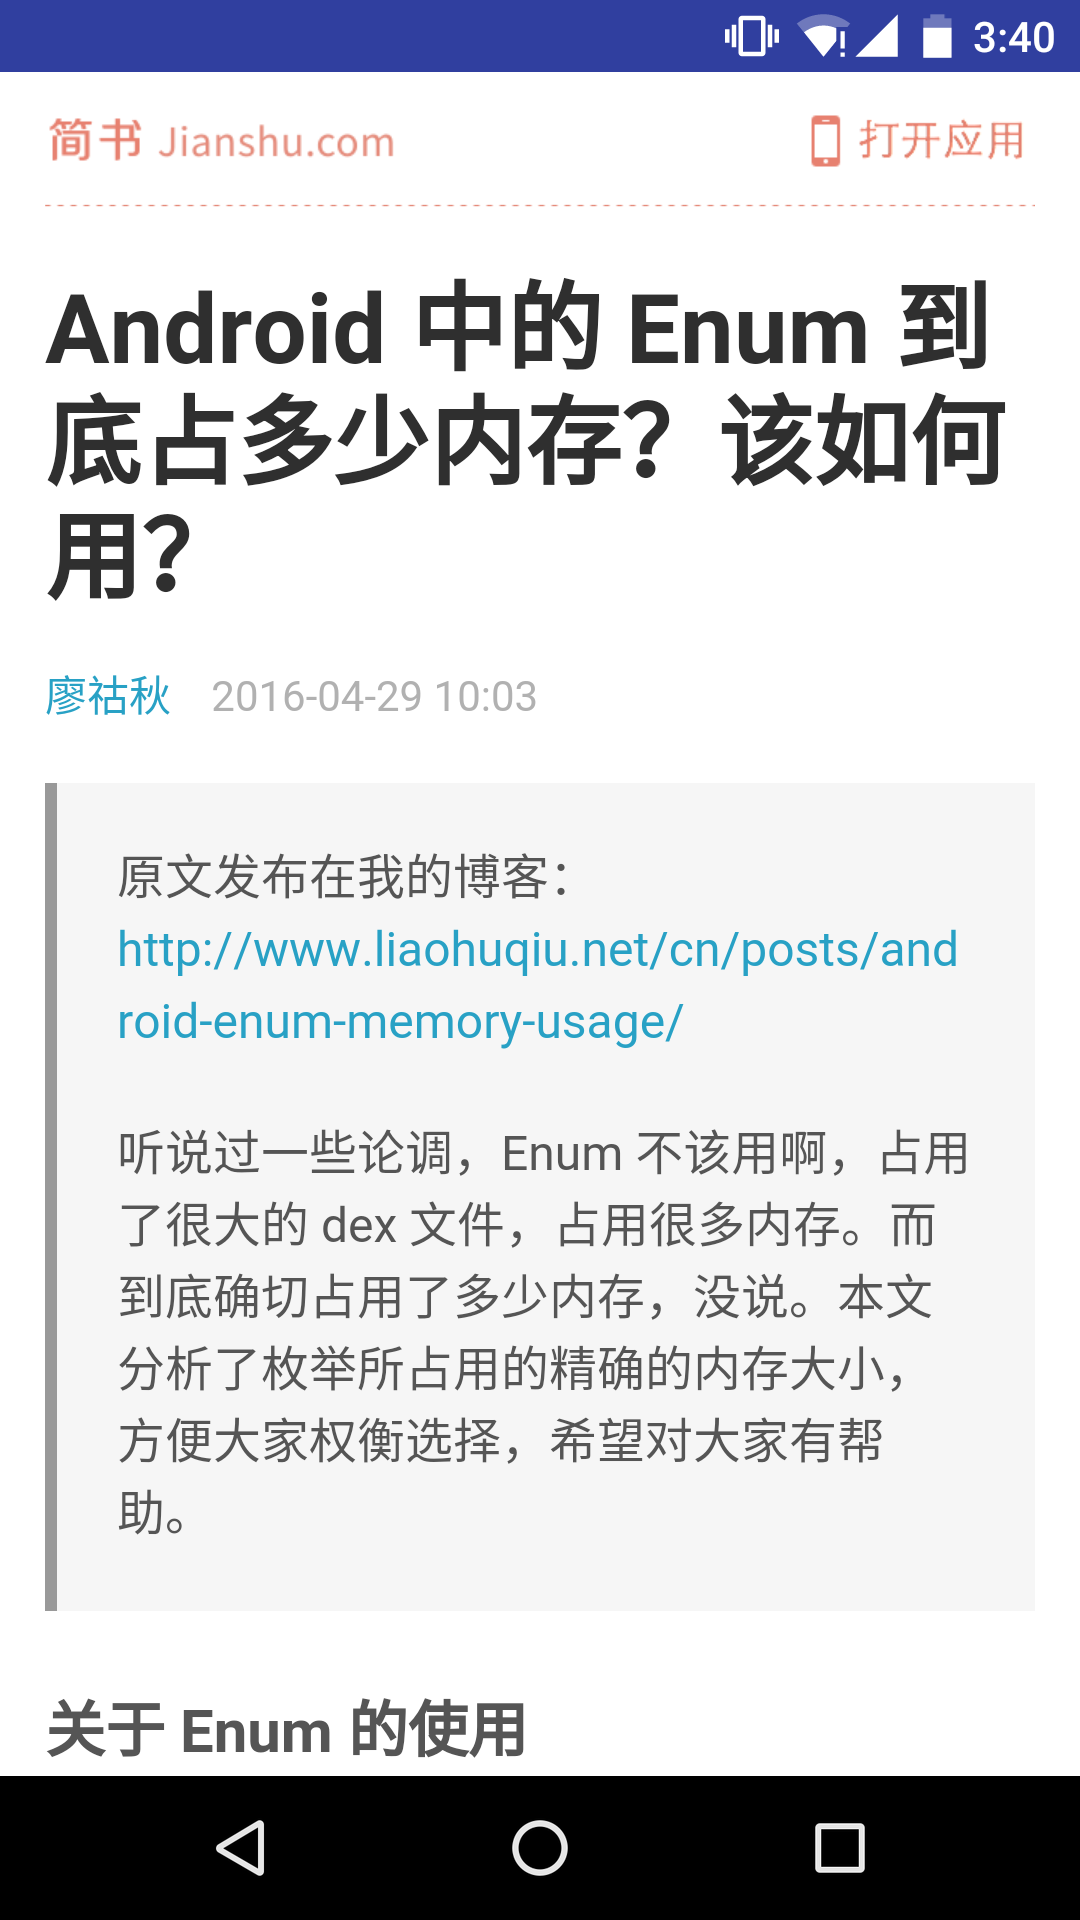 3:40
简书 Jianshu.com
打开应用
Android 中的 Enum 到
底占多少内存？该如何
用？
廖祜秋 2016-04-29 10:03
原文发布在我的博客：
http://www.liaohuqiu.net/cn/posts/and
roid-enum-memory-usage/
听说过一些论调，Enum 不该用啊，占用
了很大的 dex 文件，占用很多内存。而
到底确切占用了多少内存，没说。本文
分析了枚举所占用的精确的内存大小，
方便大家权衡选择，希望对大家有帮
助。
关于 Enum 的使用